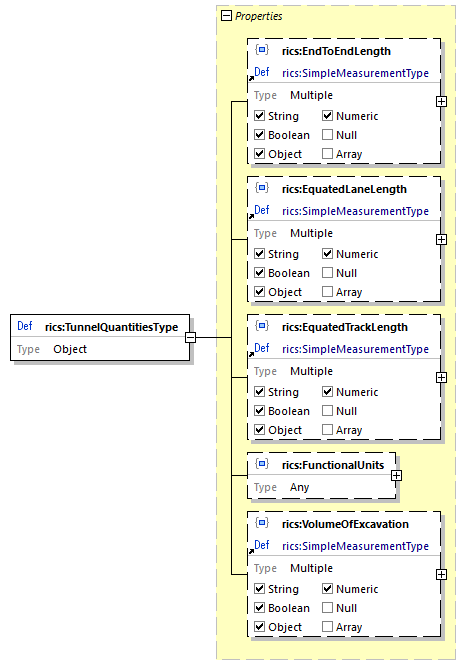 Properties
rics:EndToEndLength
Def rics:SimpleMeasurementType
Type Multiple
String Numeric
Boolean Null
Object Array
rics:EquatedLaneLength
Def rics:SimpleMeasurementType
Type Multiple
String Numeric
Boolean Null
Object Array
Def rics:TunnelQuantitiesType
Type Object
rics:EquatedTrackLength
Def rics:SimpleMeasurementType
Type Multiple
String Numeric
Boolean Null
Object Array
rics:FunctionalUnits
Type Any
rics:VolumeOfExcavation
Def rics:SimpleMeasurementType
Type Multiple
String Numeric
Boolean Null
Object Array